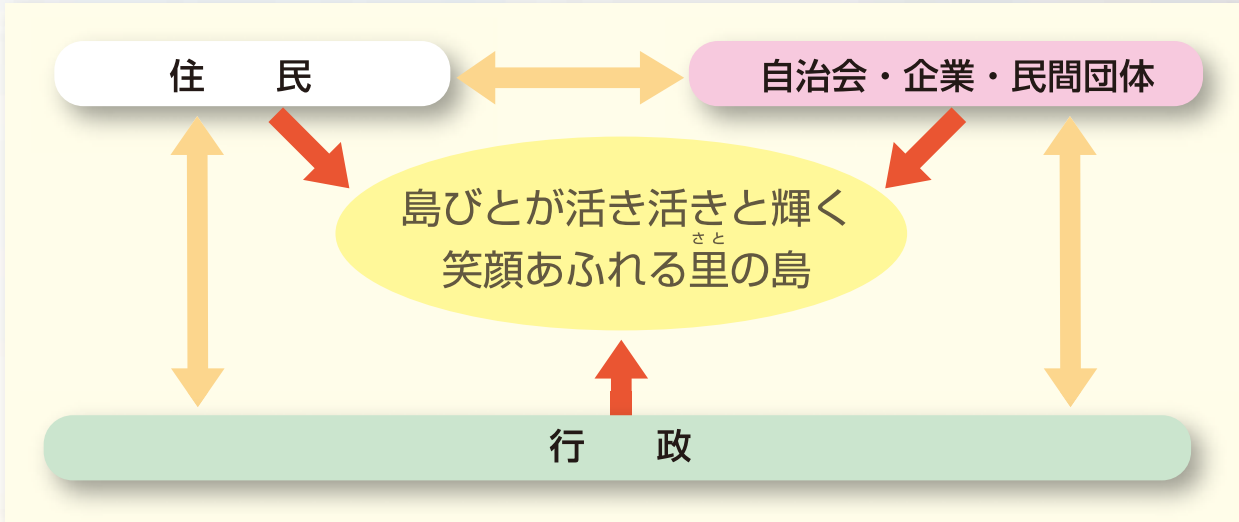 住　　民
自治会・企業・民間団体
島びとが活き活きと輝く
さと
笑顔あふれる里の島
行　　政